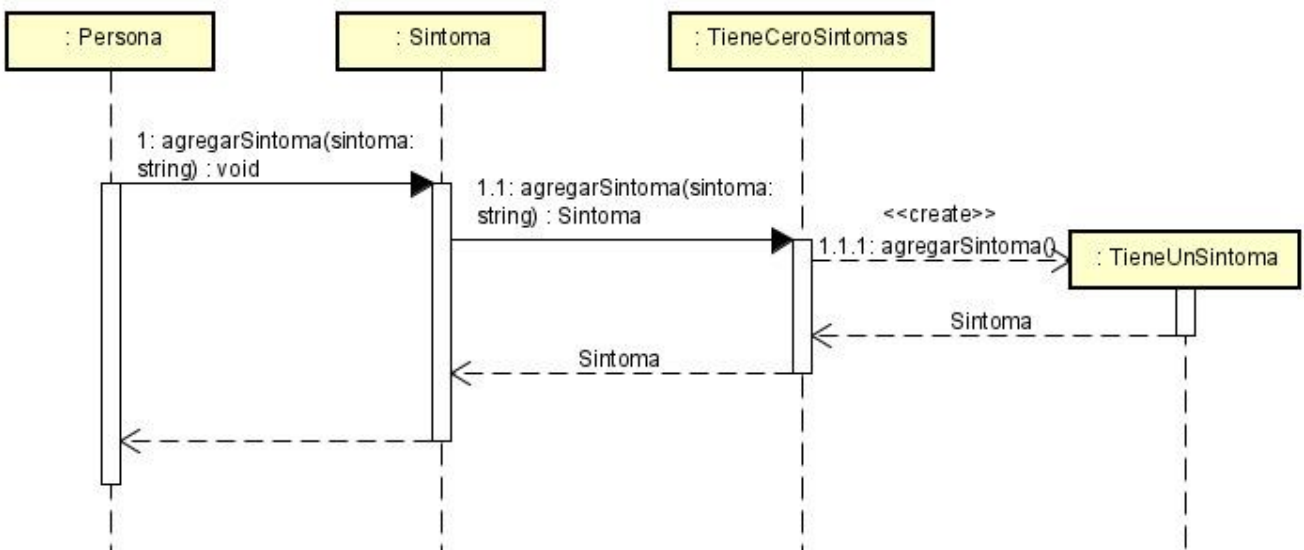 : Persona
: Sintoma
: TieneCeroSintomas
1: agregarSintoma(sintoma:
string) : void
1.1: agregarSintoma(sintoma:
string) : Sintoma
<<create>>
1.1.1: agregarSintoma()
: TieneUnSintoma
Sintoma
Sintoma